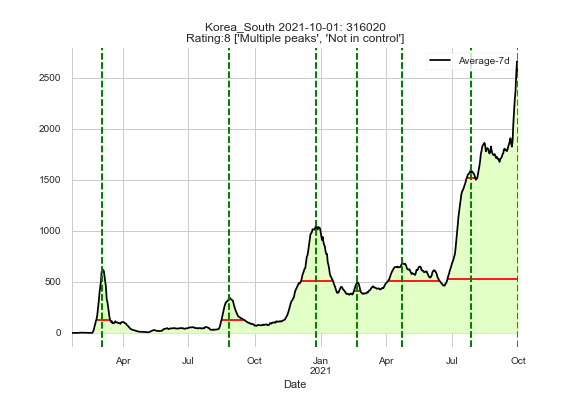 Korea_South 2021-10-01: 316020
Rating:8 ['Multiple peaks', 'Not in control']
Average-7d
2500
2000
1500
1000
500
0
Apr Jul Oct Jan Apr Jul Oct
2021
Date